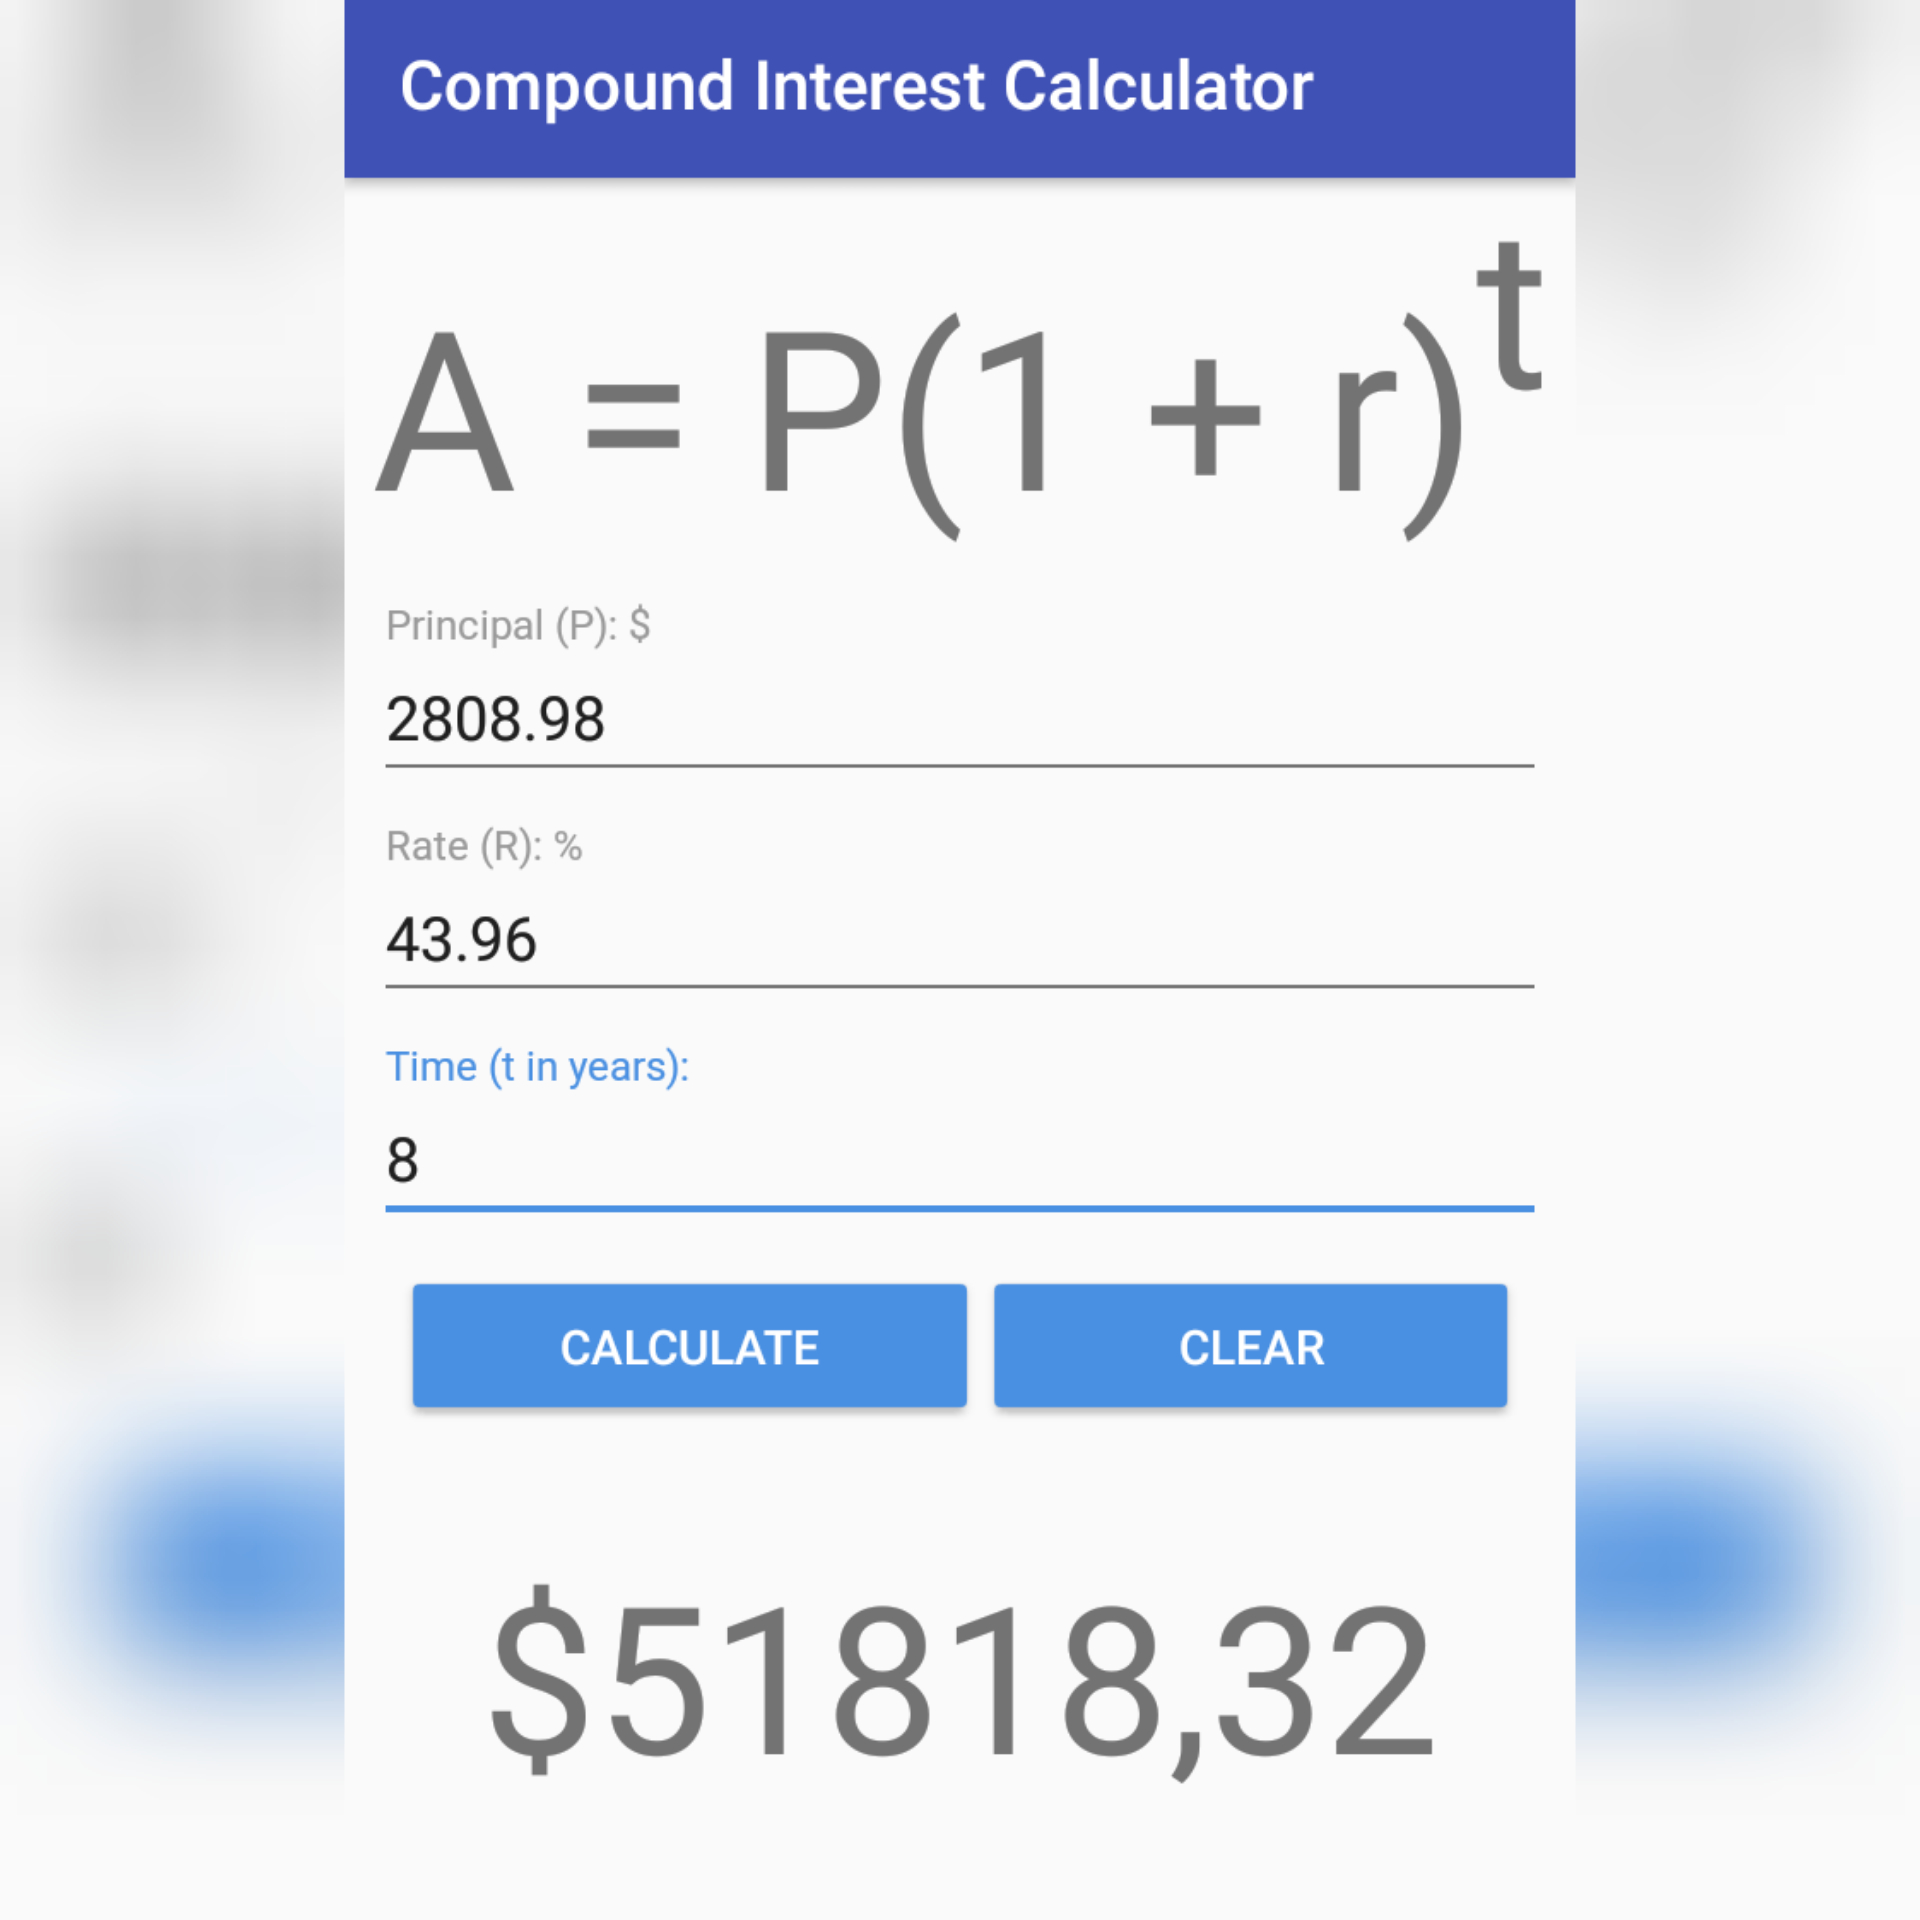 Compound Interest Calculator
A = P(1 + r)^t
Principal (P): $
2808.98
Rate (R): %
43.96
Time (t in years):
8
CALCULATE CLEAR
$51818,32